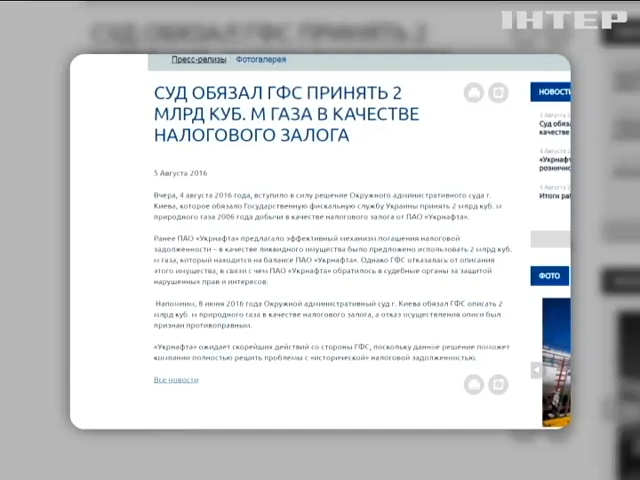 ІНТЕР
Пресс-релизы Фотогалерея
СУД ОБЯЗАЛ ГФС ПРИНЯТЬ 2
МЛРД КУБ. М ГАЗА В КАЧЕСТВЕ
НАЛОГОВОГО ЗАЛОГА
НОВОСТИ
5 Августа 2016
Суд обяза
качестве
Вчера, 4 августа 2016 года, вступило в силу решение Окружного административного суда г.
Киева, которое обязало Государственную фискальную службу Украины принять 2 млрд куб. м
природного газа 2006 года добычи в качестве налогового залога от ПАО «Укрнафта».
«Укрнаф
рознично
Итоги раб
Ранее ПАО «Укрнафта» предлагало эффективный механизм погашения налоговой
задолженности – в качестве ликвидного имущества было предложено использовать 2 млрд куб.
м газа, который находится на балансе ПАО «Укрнафта». Однако ГФС отказалась от описания
этого имущества, в связи с чем ПАО «Укрнафта» обратилось в судебные органы за защитой
нарушенных прав и интересов.
ФОТО
Напомним, 8 июня 2016 года Окружной административный суд г. Киева обязал ГФС описать 2
млрд куб. м природного газа в качестве налогового залога, а отказ осуществления описи был
признан противоправным.
«Укрнафта» ожидает скорейших действий со стороны ГФС, поскольку данное решение поможет
компании полностью решить проблемы с «исторической» налоговой задолженностью.
Все новости